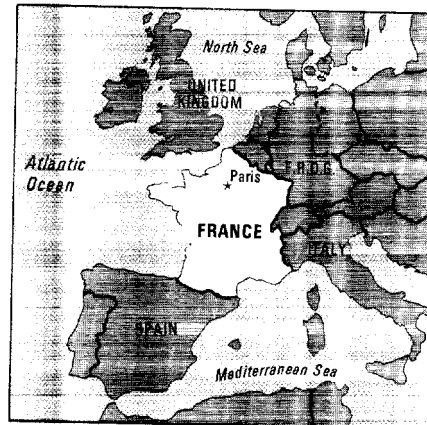 North Sea
UNITED
KINGDOM
Atlantic
Ocean
F.R.O.G.
Paris
FRANCE
ITALY
SPAIN
Mediterranean Sea